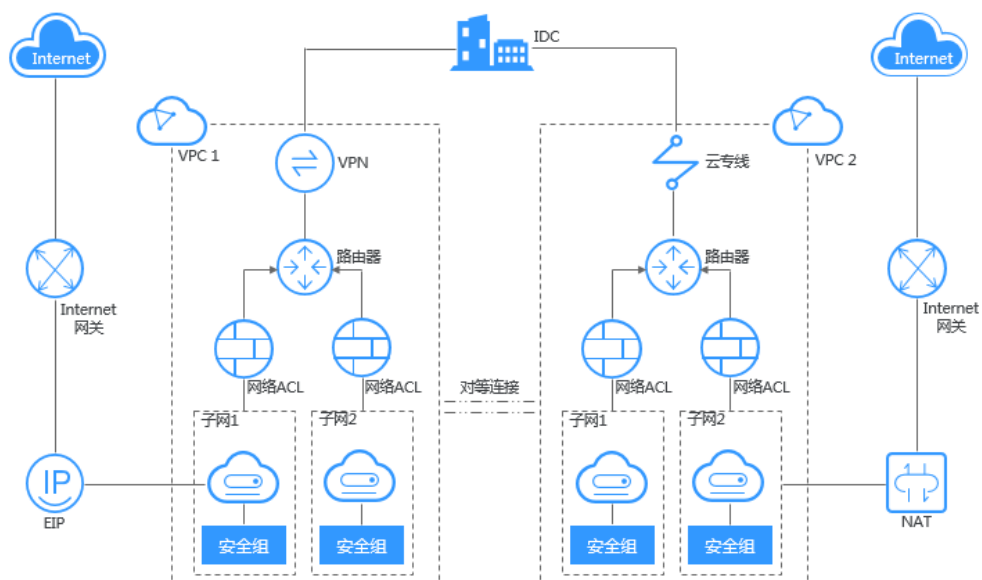 Internet
IDC
Internet
VPC 1
VPN
云专线
VPC 2
路由器
路由器
Internet
网关
Internet
网关
网络ACL
网络ACL
对等连接
网络ACL
网络ACL
子网1
子网2
子网1
子网2
IP
EIP
NAT
安全组
安全组
安全组
安全组